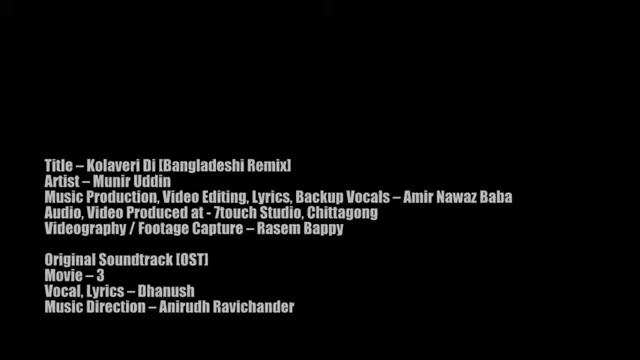 Title – Kolaveri Di [Bangladeshi Remix]
Artist – Munir Uddin
Music Production, Video Editing, Lyrics, Backup Vocals – Amir Nawaz Baba
Audio, Video Produced at - 7touch Studio, Chittagong
Videography / Footage Capture – Rasem Bappy
Original Soundtrack [OST]
Movie – 3
Vocal, Lyrics – Dhanush
Music Direction – Anirudh Ravichander